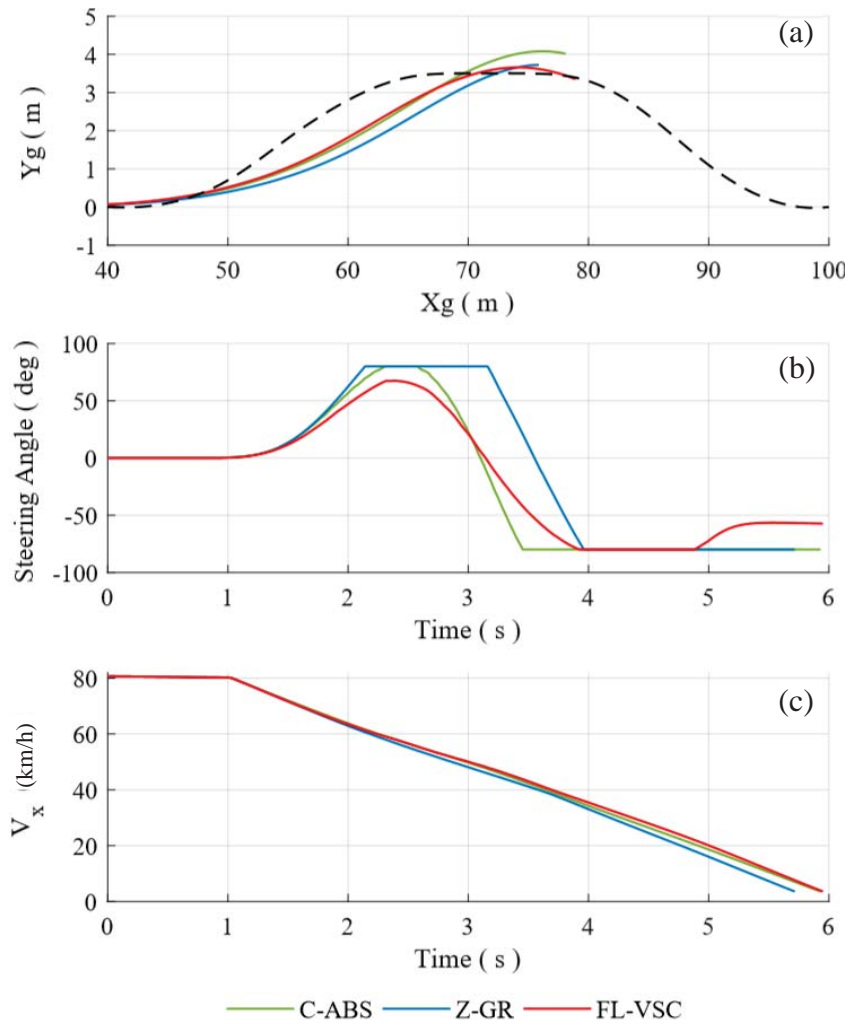 (a)
Yg ( m )
5
4
3
2
1
0
-1
40 50 60 70 80 90 100
Xg ( m )
(b)
Steering Angle ( deg )
100
50
0
-50
-100
0 1 2 3 4 5 6
Time ( s )
(c)
V x (km/h)
80
60
40
20
0
0 1 2 3 4 5 6
Time ( s )
C-ABS Z-GR FL-VSC